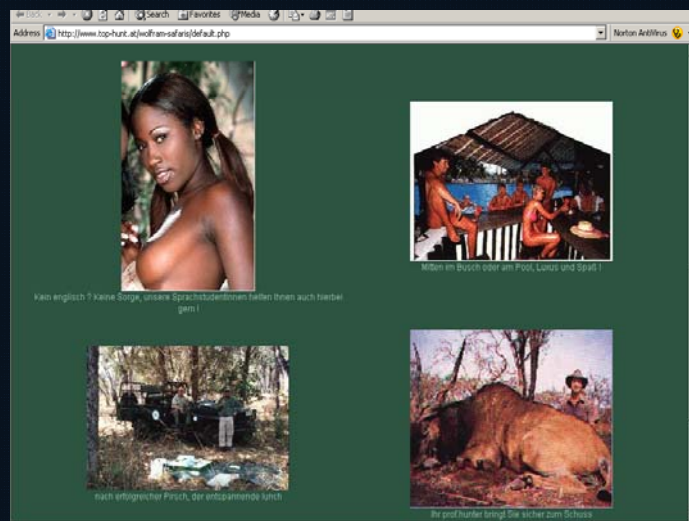 Back Search Favorites Media
Address http://www.top-hunt.at/wolfram-safaris/default.php Norton AntiVirus
Kein englisch ? Keine Sorge, unsere Sprachstudentinnen helfen Ihnen auch hierbei
gern !
Mitten im Busch oder am Pool, Luxus und Spaß !
nach erfolgreicher Pirsch, der entspannende lunch
Ihr prof.hunter bringt Sie sicher zum Schuss